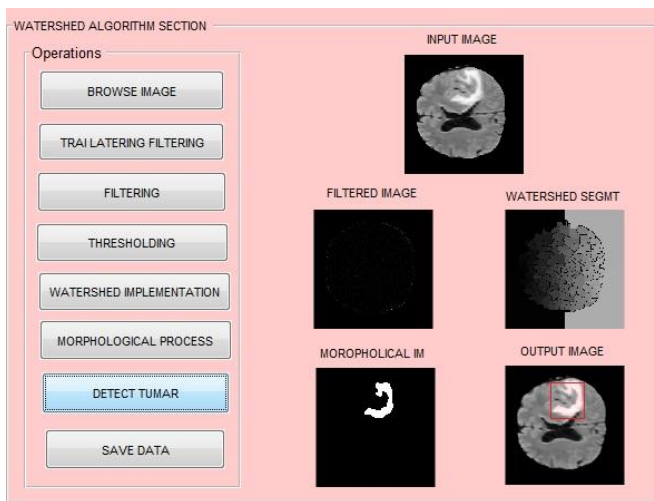 WATERSHED ALGORITHM SECTION
Operations
BROWSE IMAGE
TRAI LATERING FILTERING
FILTERING
THRESHOLDING
WATERSHED IMPLEMENTATION
MORPHOLOGICAL PROCESS
DETECT TUMAR
SAVE DATA
INPUT IMAGE
FILTERED IMAGE
WATERSHED SEGMT
MOROPHOLICAL IM
OUTPUT IMAGE